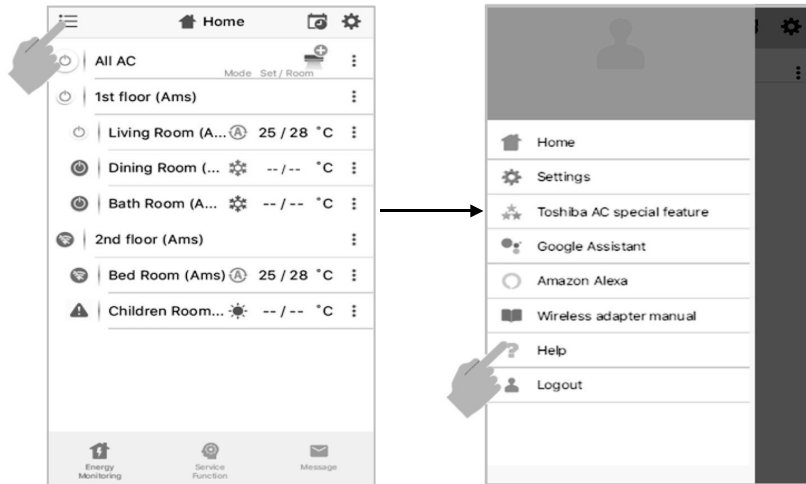 Home
All AC
Mode Set / Room
1st floor (Ams)
Living Room (A... A 25 / 28 °C
Dining Room (... -- / -- °C
Bath Room (A... -- / -- °C
2nd floor (Ams)
Bed Room (Ams) A 25 / 28 °C
Children Room... -- / -- °C
Energy
Monitoring
Service
Function
Message
Home
Settings
Toshiba AC special feature
Google Assistant
Amazon Alexa
Wireless adapter manual
Help
Logout